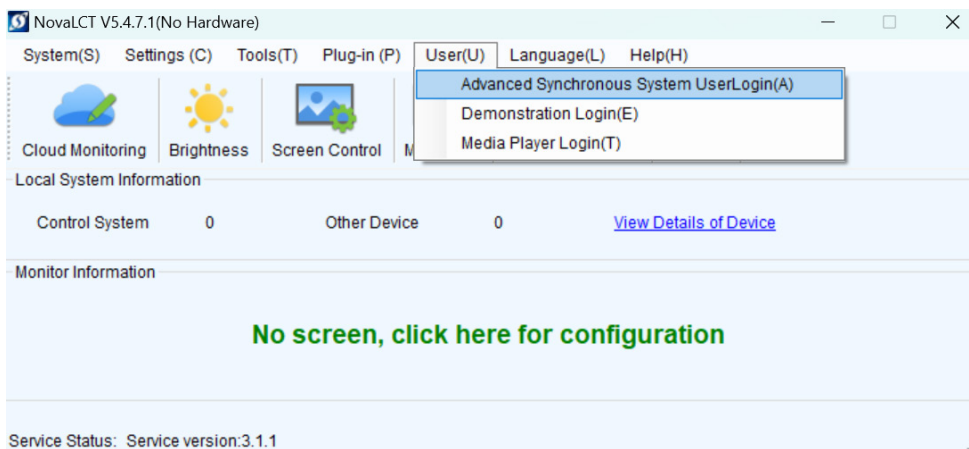 NovaLCT V5.4.7.1(No Hardware)
System(S) Settings (C) Tools(T) Plug-in (P) User(U) Language(L) Help(H)
Advanced Synchronous System UserLogin(A)
Demonstration Login(E)
Media Player Login(T)
Cloud Monitoring Brightness Screen Control
Local System Information
Control System 0 Other Device 0 View Details of Device
Monitor Information
No screen, click here for configuration
Service Status: Service version:3.1.1